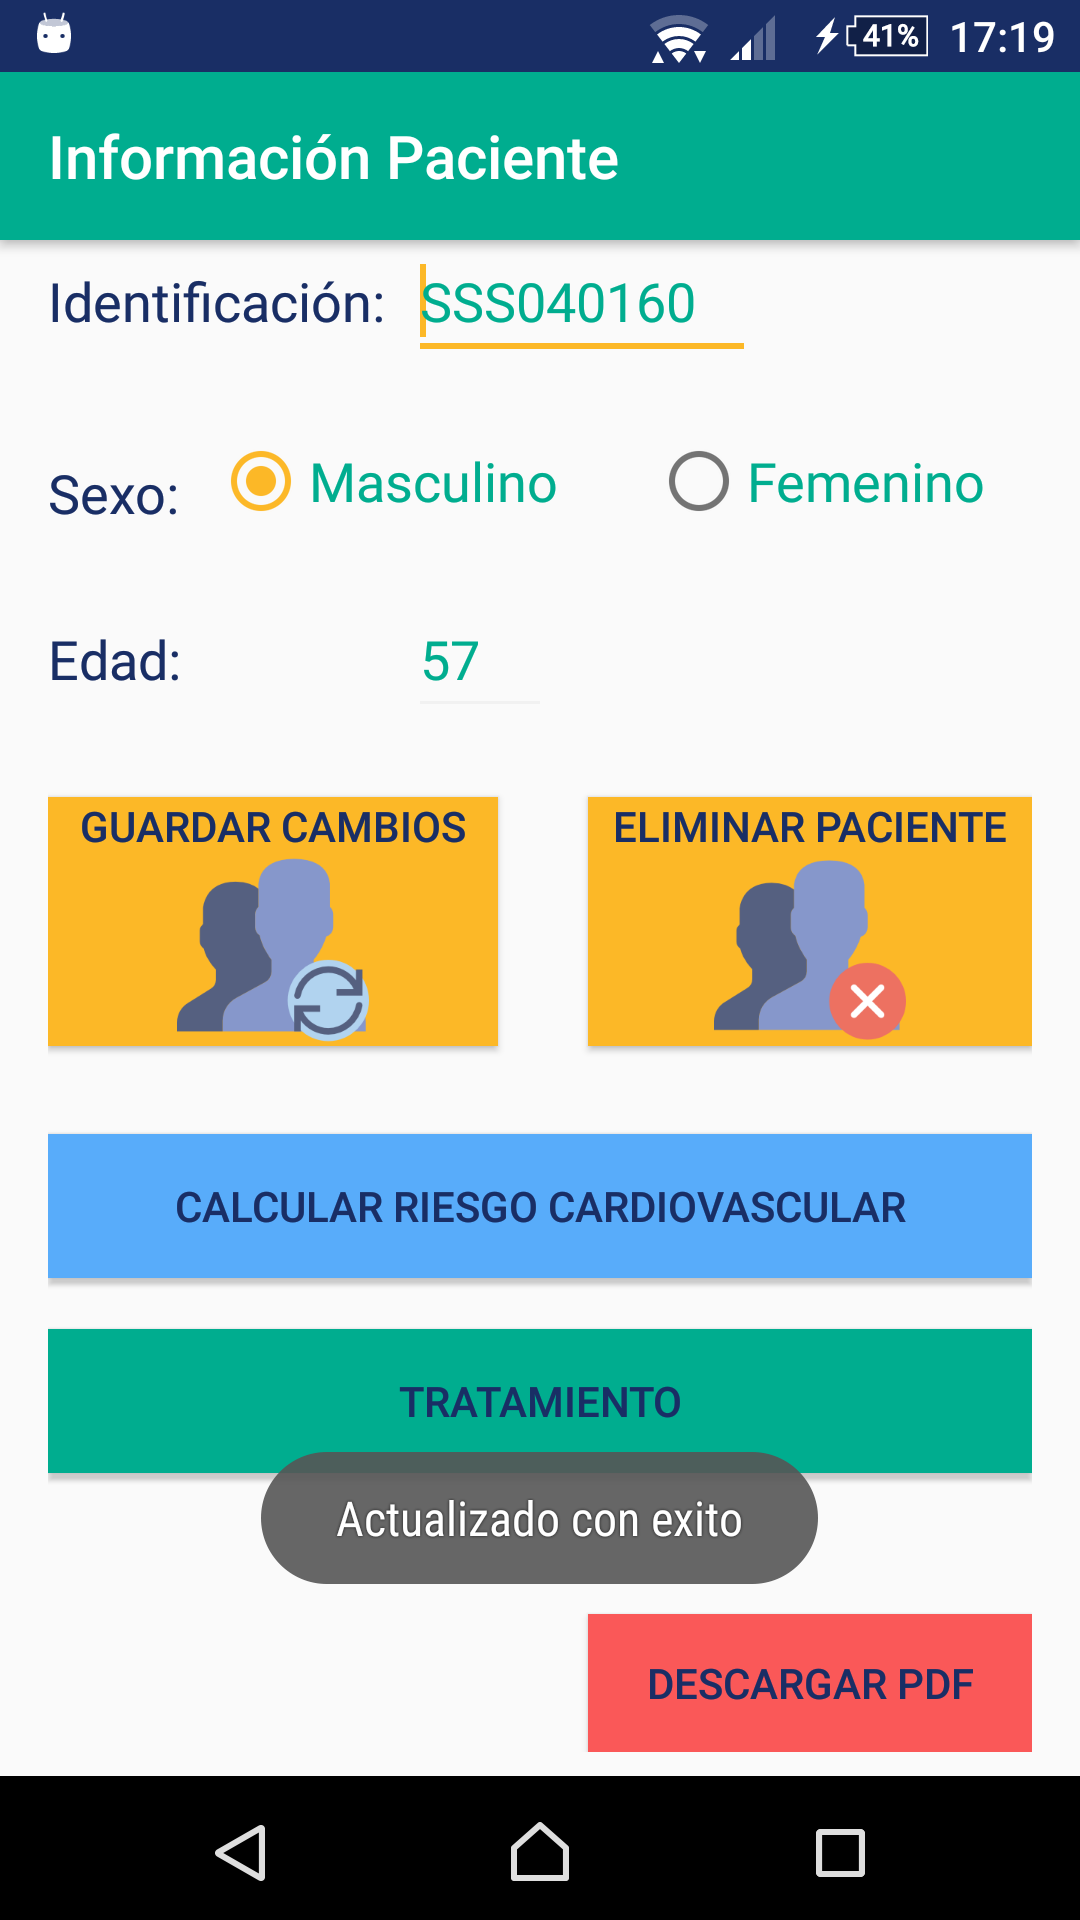 41% 17:19
Información Paciente
Identificación: SSS040160
Sexo: Masculino Femenino
Edad: 57
GUARDAR CAMBIOS ELIMINAR PACIENTE
CALCULAR RIESGO CARDIOVASCULAR
TRATAMIENTO
Actualizado con exito
DESCARGAR PDF